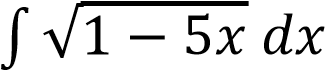 ∫ √(1 − 5x) dx